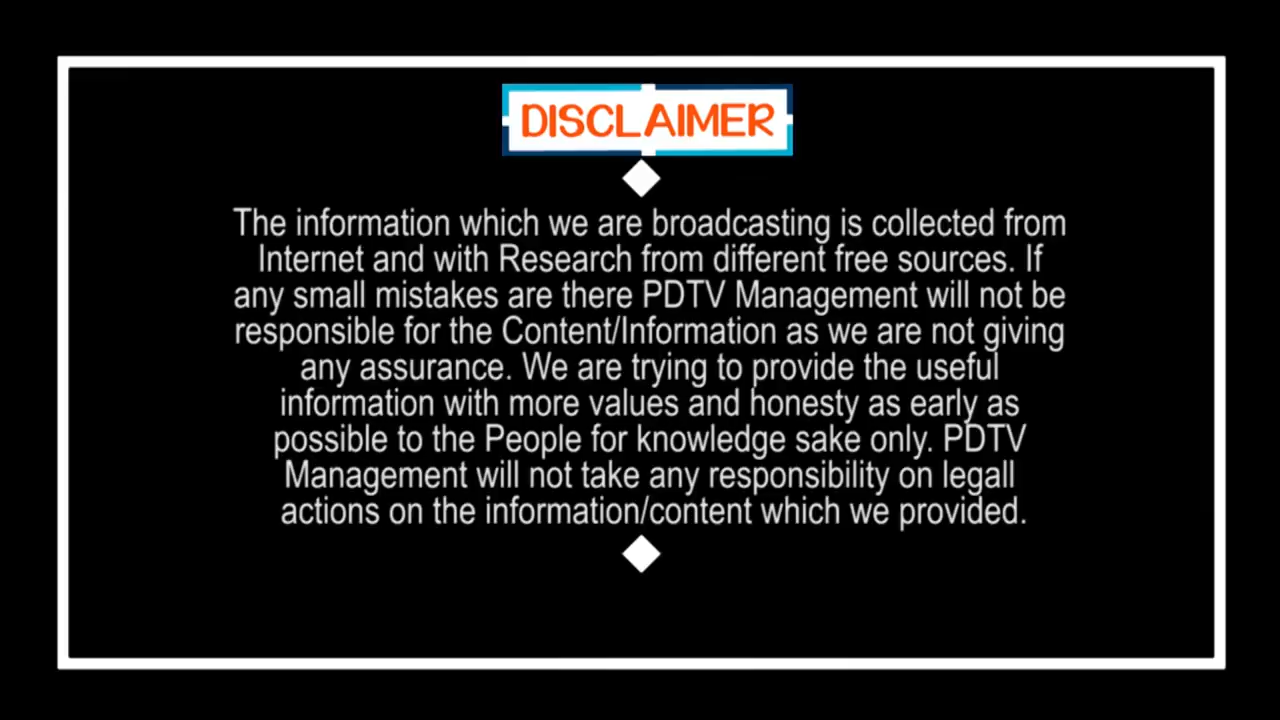 DISCLAIMER
The information which we are broadcasting is collected from
Internet and with Research from different free sources. If
any small mistakes are there PDTV Management will not be
responsible for the Content/Information as we are not giving
any assurance. We are trying to provide the useful
information with more values and honesty as early as
possible to the People for knowledge sake only. PDTV
Management will not take any responsibility on legall
actions on the information/content which we provided.